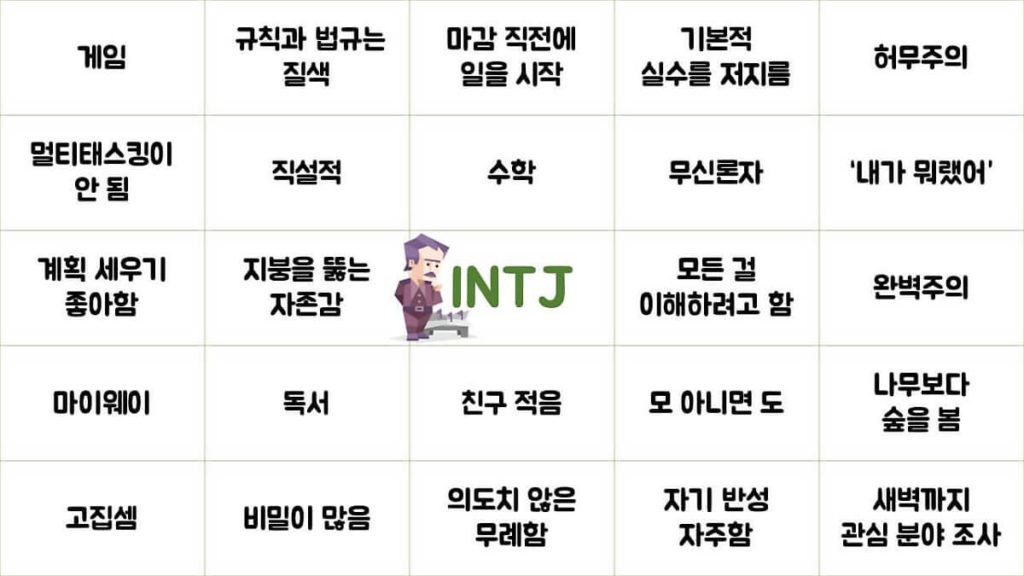 게임
규칙과 법규는
질색
마감 직전에
일을 시작
기본적
실수를 저지름
허무주의
멀티태스킹이
안 됨
직설적
수학
무신론자
‘내가 뭐랬어’
계획 세우기
좋아함
지붕을 뚫는
자존감
INTJ
모든 걸
이해하려고 함
완벽주의
마이웨이
독서
친구 적음
모 아니면 도
나무보다
숲을 봄
고집셈
비밀이 많음
의도치 않은
무례함
자기 반성
자주함
새벽까지
관심 분야 조사